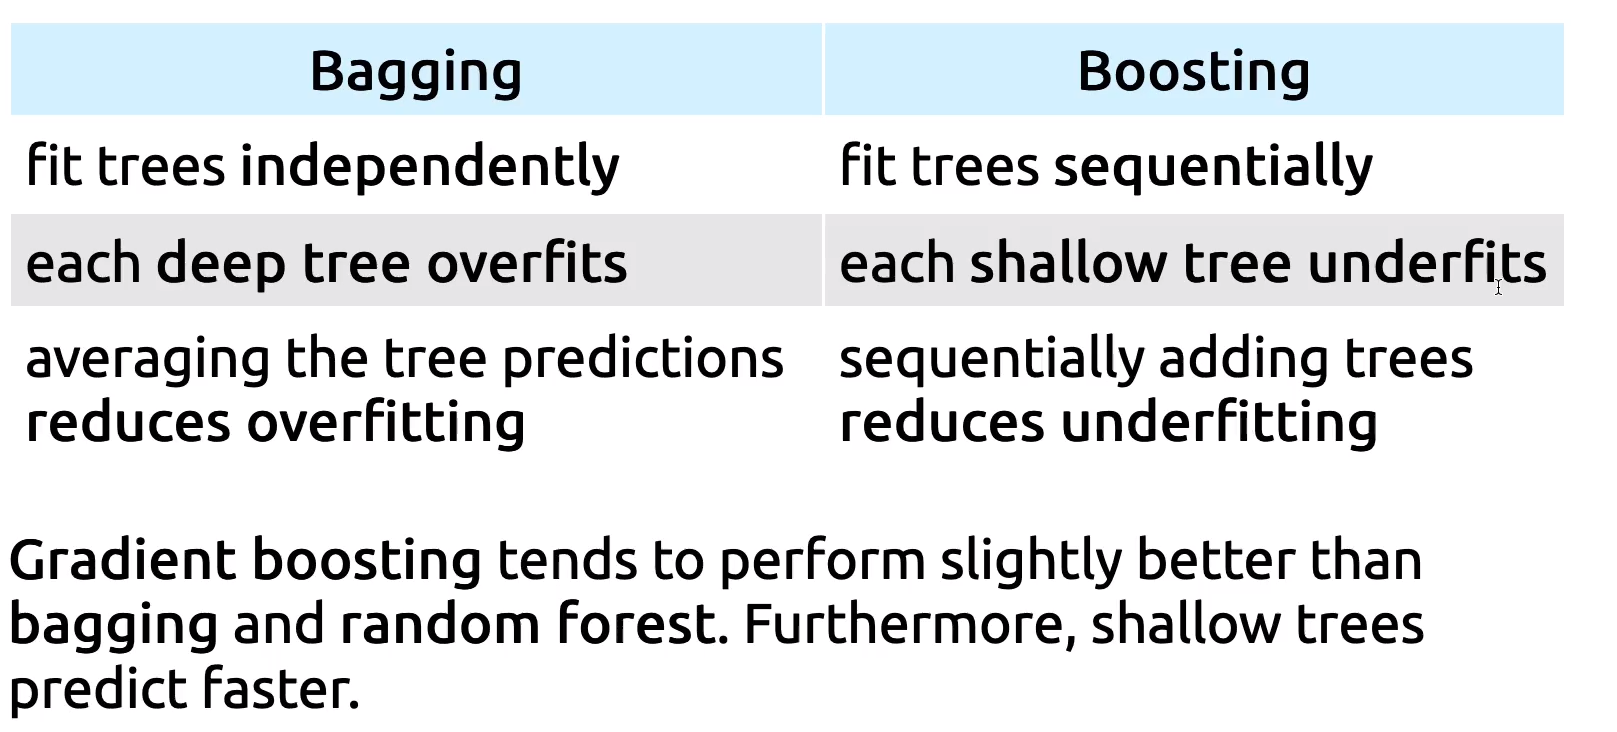 Bagging
Boosting
fit trees independently
fit trees sequentially
each deep tree overfits
each shallow tree underfits
averaging the tree predictions
reduces overfitting
sequentially adding trees
reduces underfitting
Gradient boosting tends to perform slightly better than
bagging and random forest. Furthermore, shallow trees
predict faster.